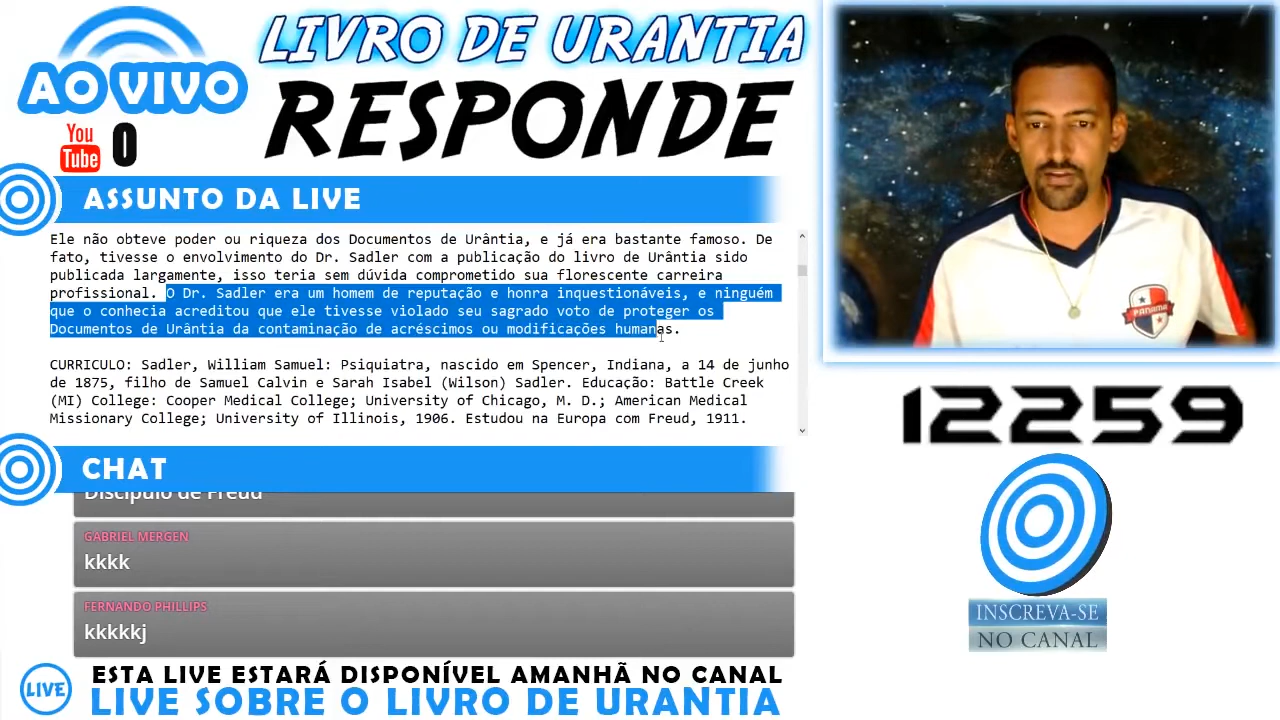 AO VIVO
You
Tube
0
LIVRO DE URANTIA
RESPONDE
ASSUNTO DA LIVE
Ele não obteve poder ou riqueza dos Documentos de Urântia, e já era bastante famoso. De
fato, tivesse o envolvimento do Dr. Sadler com a publicação do livro de Urântia sido
publicada largamente, isso teria sem dúvida comprometido sua florescente carreira
profissional. O Dr. Sadler era um homem de reputação e honra inquestionáveis, e ninguém
que o conhecia acreditou que ele tivesse violado seu sagrado voto de proteger os
Documentos de Urântia da contaminação de acréscimos ou modificações humanas.
CURRICULO: Sadler, William Samuel: Psiquiatra, nascido em Spencer, Indiana, a 14 de junho
de 1875, filho de Samuel Calvin e Sarah Isabel (Wilson) Sadler. Educação: Battle Creek
(MI) College: Cooper Medical College; University of Chicago, M. D.; American Medical
Missionary College; University of Illinois, 1906. Estudou na Europa com Freud, 1911.
CHAT
Discipulo de Freud
GABRIEL MERGEN
kkkk
FERNANDO PHILLIPS
kkkkkj
LIVE
ESTA LIVE ESTARÁ DISPONÍVEL AMANHÃ NO CANAL
LIVE SOBRE O LIVRO DE URANTIA
PANAMA
12259
INSCREVA-SE
NO CANAL